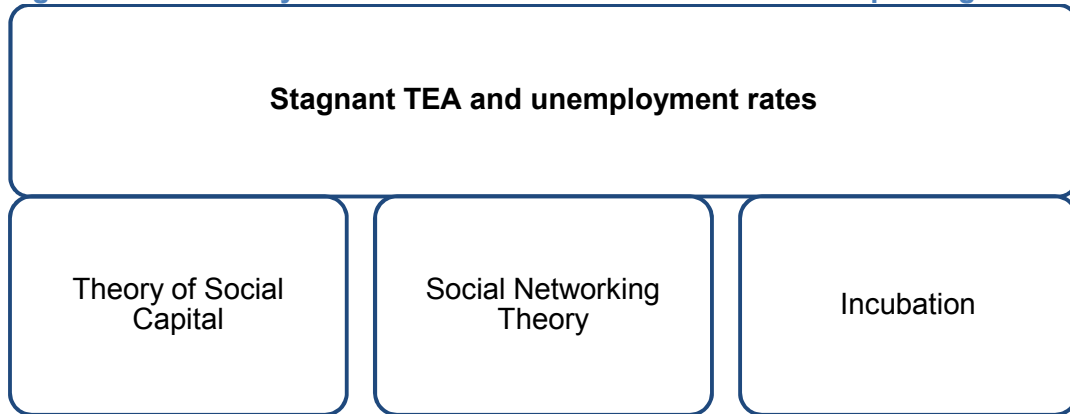 Stagnant TEA and unemployment rates
Theory of Social
Capital
Social Networking
Theory
Incubation